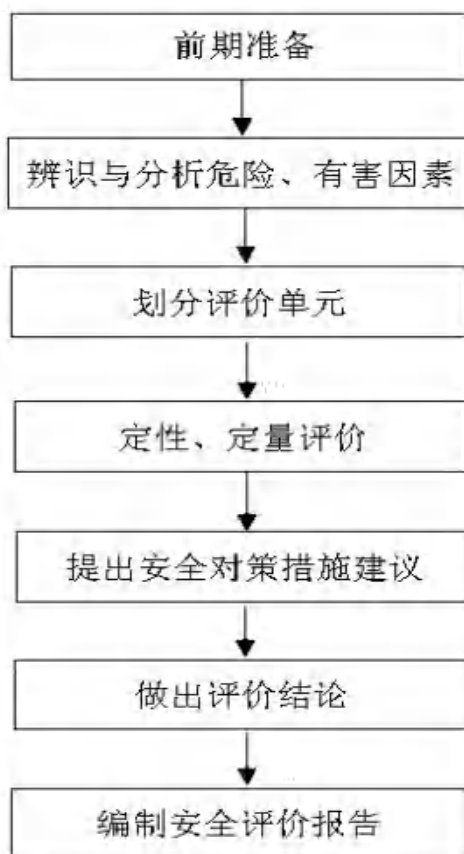 前期准备
辨识与分析危险、有害因素
划分评价单元
定性、定量评价
提出安全对策措施建议
做出评价结论
编制安全评价报告